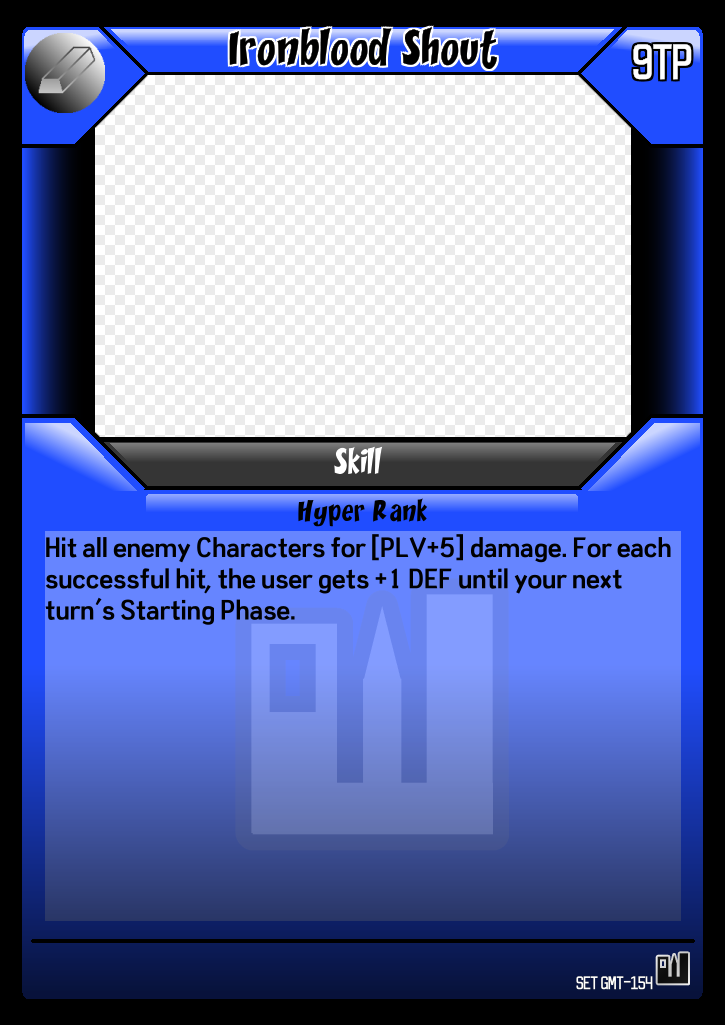 Ironblood Shout
9TP
Skill
Hyper Rank
Hit all enemy Characters for [PLV+5] damage. For each
successful hit, the user gets +1 DEF until your next
turn's Starting Phase.
SET GMT-154